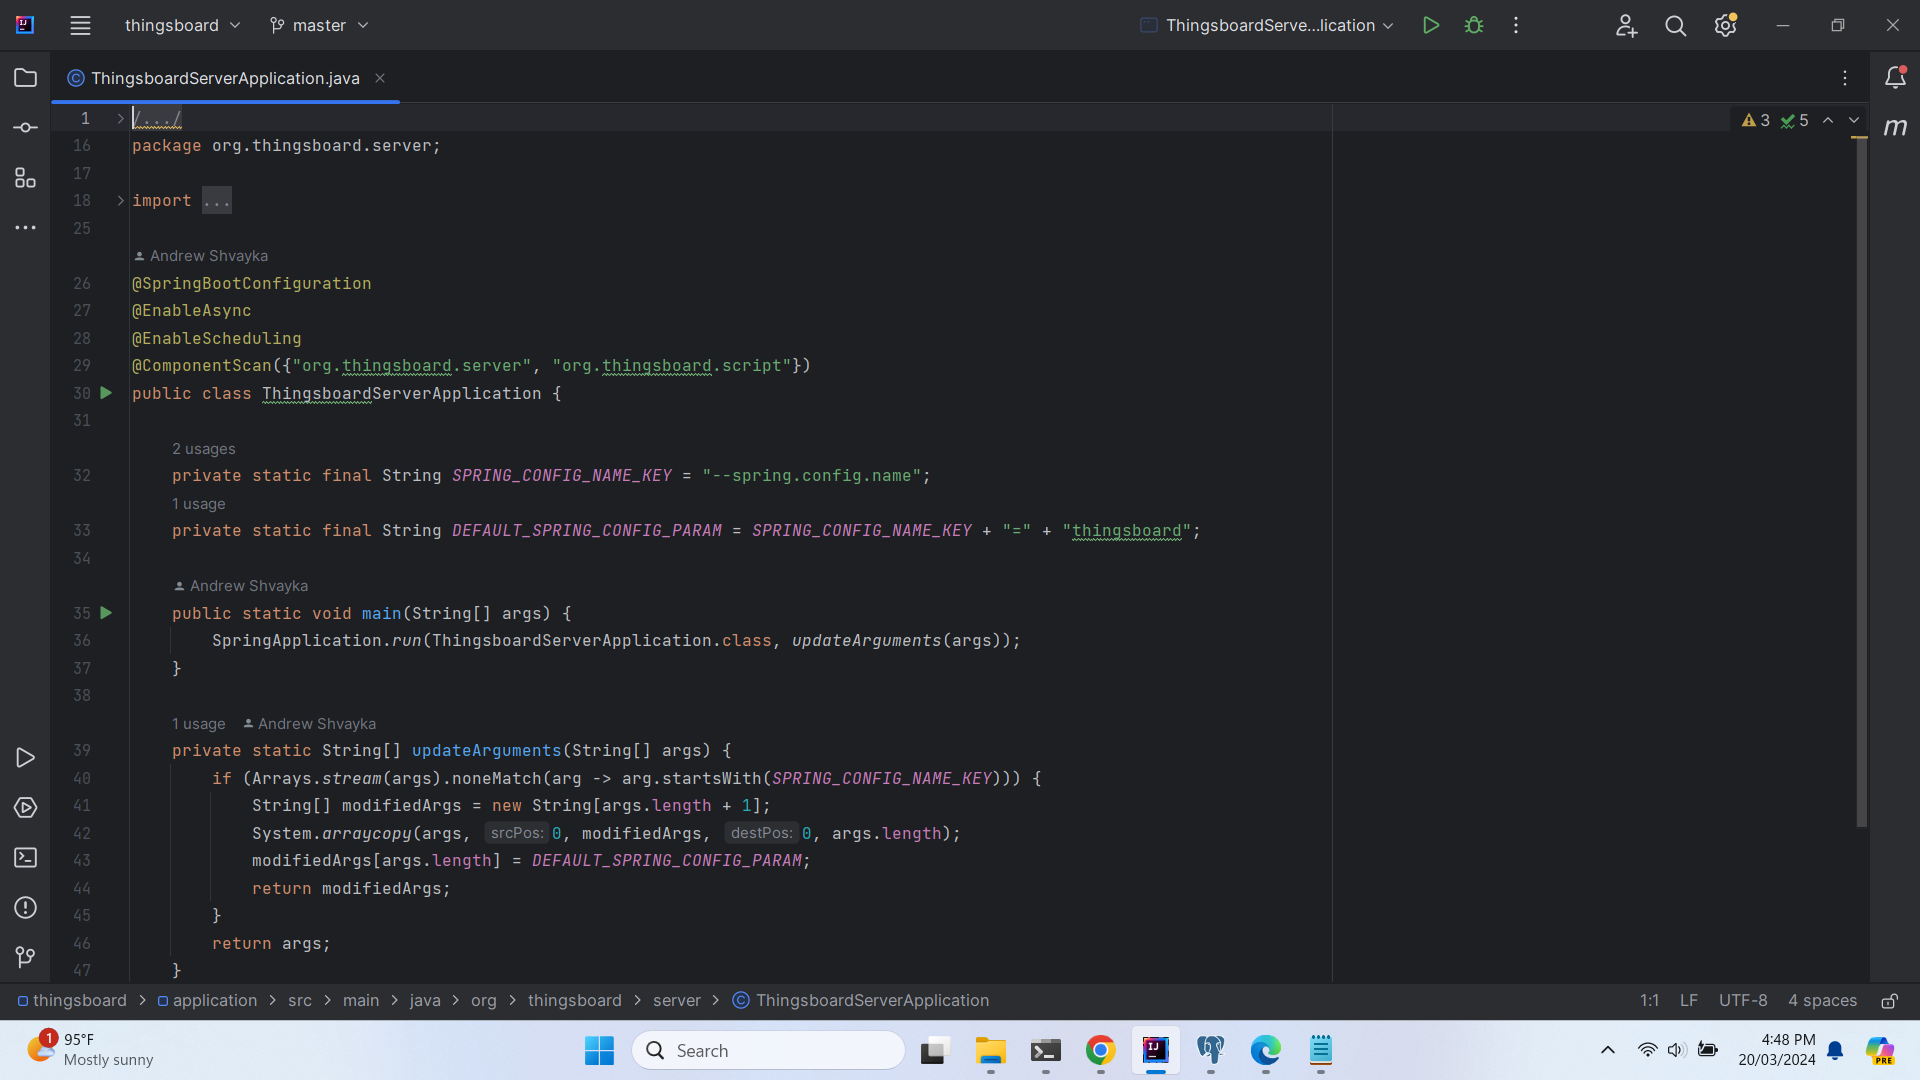 thingsboard master ThingsboardServe...lication
ThingsboardServerApplication.java
1 /.../ 3 5
16 package org.thingsboard.server;
17
18 import ...
25
Andrew Shvayka
26 @SpringBootConfiguration
27 @EnableAsync
28 @EnableScheduling
29 @ComponentScan({"org.thingsboard.server", "org.thingsboard.script"})
30 public class ThingsboardServerApplication {
31
2 usages
32 private static final String SPRING_CONFIG_NAME_KEY = "--spring.config.name";
1 usage
33 private static final String DEFAULT_SPRING_CONFIG_PARAM = SPRING_CONFIG_NAME_KEY + "=" + "thingsboard";
34
Andrew Shvayka
35 public static void main(String[] args) {
36 SpringApplication.run(ThingsboardServerApplication.class, updateArguments(args));
37 }
38
1 usage Andrew Shvayka
39 private static String[] updateArguments(String[] args) {
40 if (Arrays.stream(args).noneMatch(arg -> arg.startsWith(SPRING_CONFIG_NAME_KEY))) {
41 String[] modifiedArgs = new String[args.length + 1];
42 System.arraycopy(args, srcPos: 0, modifiedArgs, destPos: 0, args.length);
43 modifiedArgs[args.length] = DEFAULT_SPRING_CONFIG_PARAM;
44 return modifiedArgs;
45 }
46 return args;
47 }
thingsboard > application > src > main > java > org > thingsboard > server > ThingsboardServerApplication 1:1 LF UTF-8 4 spaces
1 95°F
Mostly sunny
Search
4:48 PM
20/03/2024
PRE